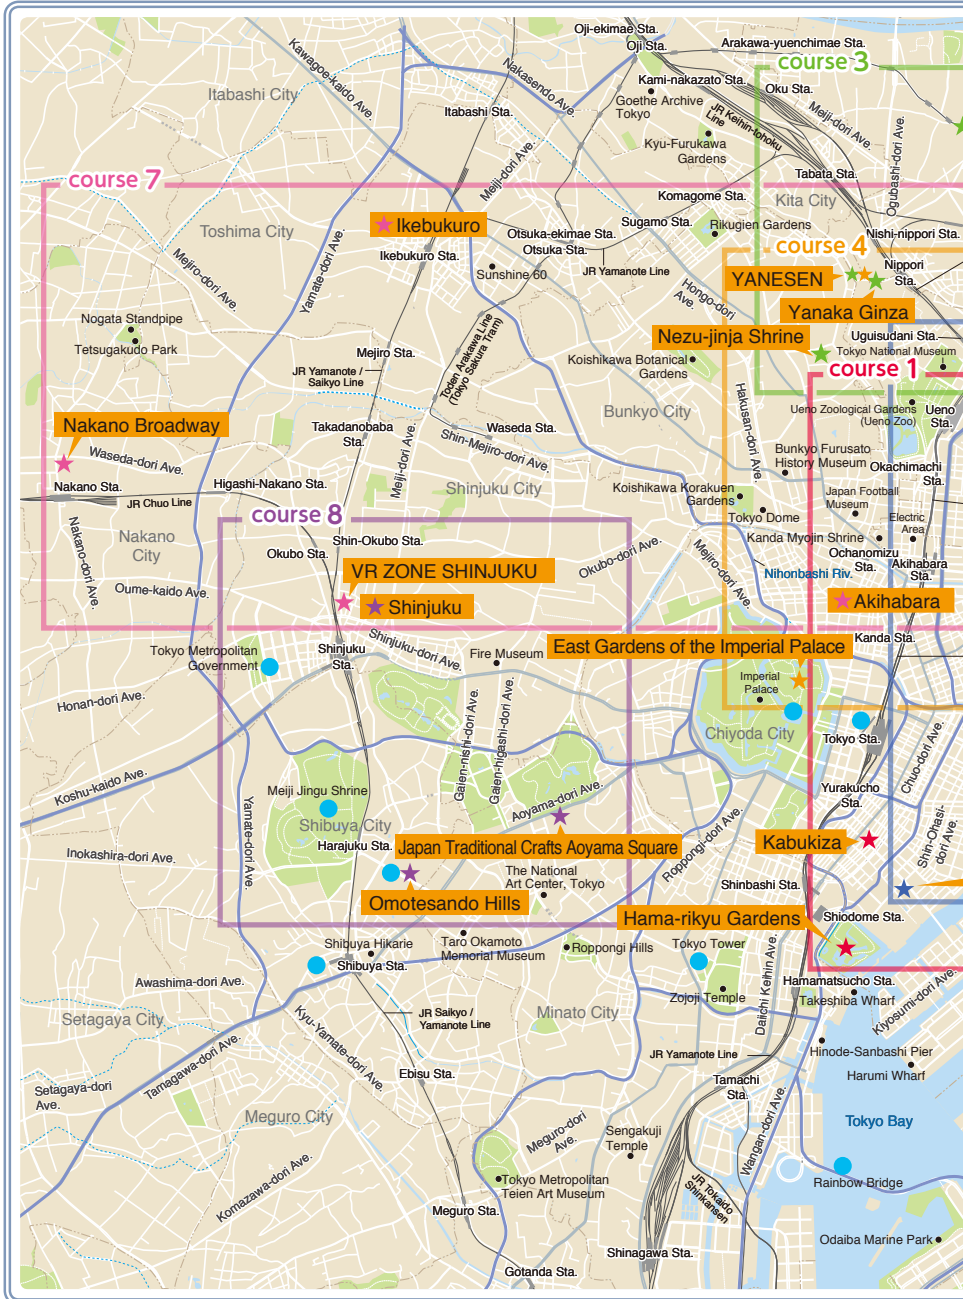 Oji-ekimae Sta.
Oji Sta.
Arakawa-yuenchimae Sta.
course 3
Kawagoe-kaido Ave.
Nakasendo Ave.
Kami-nakazato Sta.
Oku Sta.
Itabashi City
Itabashi Sta.
Goethe Archive
Tokyo
JR Keihin-tohoku
Line
Meiji-dori Ave.
Ogubashi-dori Ave.
Kyu-Furukawa
Gardens
Meiji-dori Ave.
Tabata Sta.
course 7
Komagome Sta.
Kita City
Toshima City
Ikebukuro
Sugamo Sta.
Rikugien Gardens
Otsuka-ekimae Sta.
Otsuka Sta.
Nishi-nippori Sta.
course 4
Ikebukuro Sta.
Yamate-dori Ave.
Mejiro-dori Ave.
Sunshine 60
JR Yamanote Line
YANESEN
Nippori
Sta.
Hongo-dori
Ave.
Yanaka Ginza
Nogata Standpipe
Tetsugakudo Park
Nezu-jinja Shrine
Uguisudani Sta.
Tokyo National Museum
Mejiro Sta.
Toden Arakawa Line
(Tokyo Sakura Tram)
Koishikawa Botanical
Gardens
course 1
JR Yamanote /
Saikyo Line
Hakusan-dori Ave.
Bunkyo City
Ueno Zoological Gardens
(Ueno Zoo)
Ueno
Sta.
Nakano Broadway
Takadanobaba
Sta.
Waseda Sta.
Shin-Mejiro-dori Ave.
Waseda-dori Ave.
Meiji-dori Ave.
Bunkyo Furusato
History Museum
Okachimachi
Sta.
Nakano Sta.
Higashi-Nakano Sta.
Shinjuku City
Koishikawa Korakuen
Gardens
Japan Football
Museum
JR Chuo Line
course 8
Tokyo Dome
Electric
Area
Nakano
City
Nakano-dori Ave.
Shin-Okubo Sta.
Okubo Sta.
Okubo-dori Ave.
Mejiro-dori Ave.
Kanda Myojin Shrine
Ochanomizu
Sta.
Akihabara
Sta.
Nihonbashi Riv.
VR ZONE SHINJUKU
Oume-kaido Ave.
Shinjuku
Akihabara
Tokyo Metropolitan
Government
Shinjuku
Sta.
Shinjuku-dori Ave.
Fire Museum
East Gardens of the Imperial Palace
Kanda Sta.
Imperial
Palace
Honan-dori Ave.
Gaien-nishi-dori Ave.
Gaien-higashi-dori Ave.
Chiyoda City
Tokyo Sta.
Chuo-dori Ave.
Koshu-kaido Ave.
Meiji Jingu Shrine
Yurakucho
Sta.
Yamate-dori Ave.
Aoyama-dori Ave.
Shibuya City
Roppongi-dori Ave.
Shin-Ohasi-
dori Ave.
Kabukiza
Harajuku Sta.
Japan Traditional Crafts Aoyama Square
Inokashira-dori Ave.
The National
Art Center, Tokyo
Shinbashi Sta.
Omotesando Hills
Hama-rikyu Gardens
Shiodome Sta.
Shibuya Hikarie
Shibuya Sta.
Taro Okamoto
Memorial Museum
Roppongi Hills
Tokyo Tower
Daiichi Keihin Ave.
Awashima-dori Ave.
Hamamatsucho Sta.
Zojoji Temple
Takeshiba Wharf
Kiyosumi-dori Ave.
Setagaya City
Kyu-Yamate-dori Ave.
JR Saikyo /
Yamanote Line
Minato City
Tamagawa-dori Ave.
JR Yamanote Line
Hinode-Sanbashi Pier
Harumi Wharf
Ebisu Sta.
Tamachi
Sta.
Setagaya-dori
Ave.
Meguro City
Meguro-dori
Ave.
Sengakuji
Temple
Wangan-dori Ave.
Tokyo Bay
Komazawa-dori Ave.
Tokyo Metropolitan
Teien Art Museum
JR Tokaido
Shinkansen
Rainbow Bridge
Meguro Sta.
Shinagawa Sta.
Odaiba Marine Park
Gotanda Sta.